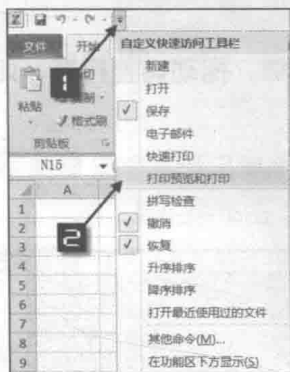 文件
开始
自定义快速访问工具栏
新建
打开
保存
电子邮件
快速打印
打印预览和打印
拼写检查
撤消
恢复
升序排序
降序排序
打开最近使用过的文件
其他命令(M)...
在功能区下方显示(S)
1
切
粘贴
制
格式刷
剪贴板
N15
A
1
2
2
3
4
5
6
7
8
9